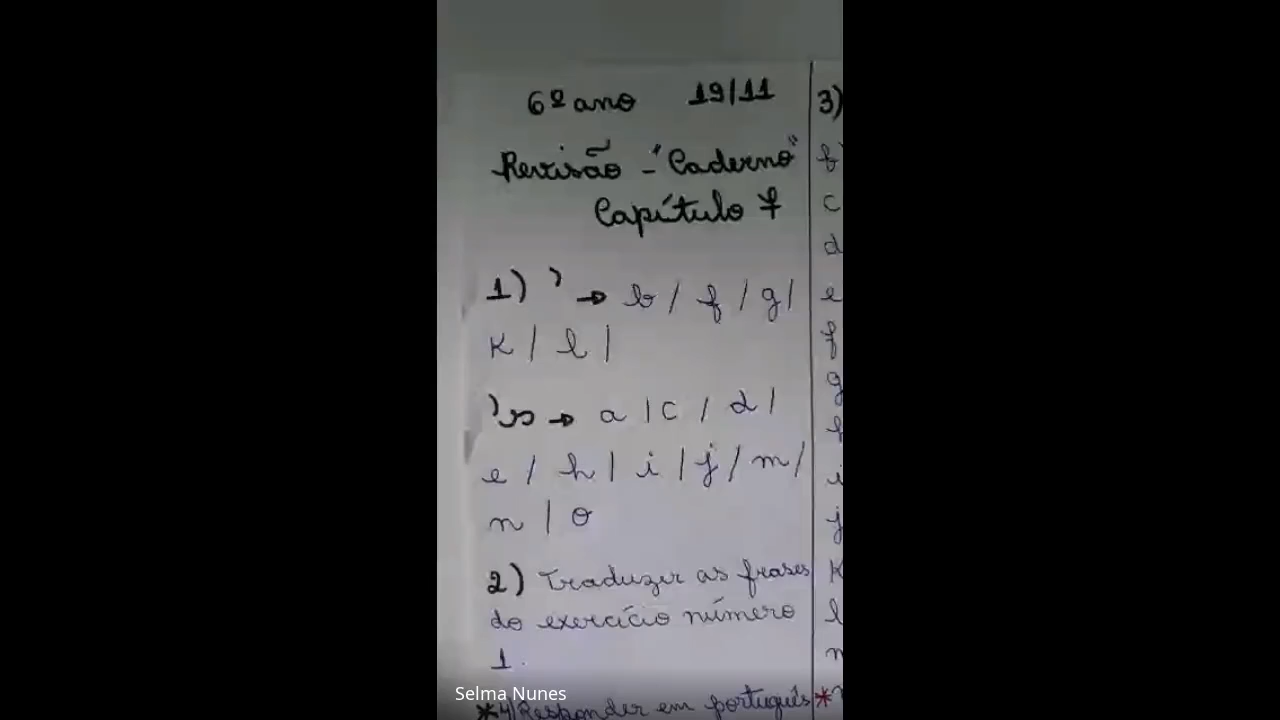 6º ano 19/11
Revisão - "Caderno"
Capítulo 7
1) ' → b / f / g /
K / l /
's → a / c / d /
e / h / i / j / m /
n / o
2) Traduzir as frases
do exercício número
1.
*4) Responder em português
3)
b)
c
d
e
f
g
h
i
j
K
l
m
*
Selma Nunes